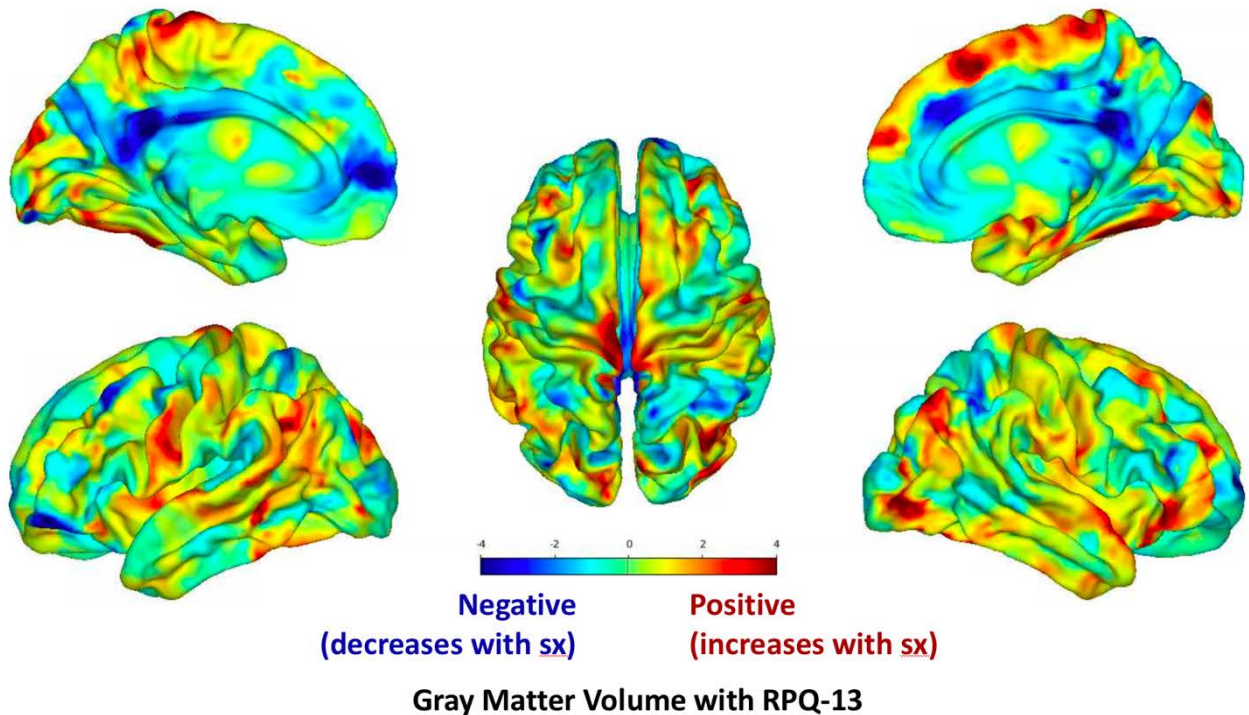 -4 -2 0 2 4
Negative Positive
(decreases with sx) (increases with sx)
Gray Matter Volume with RPQ-13